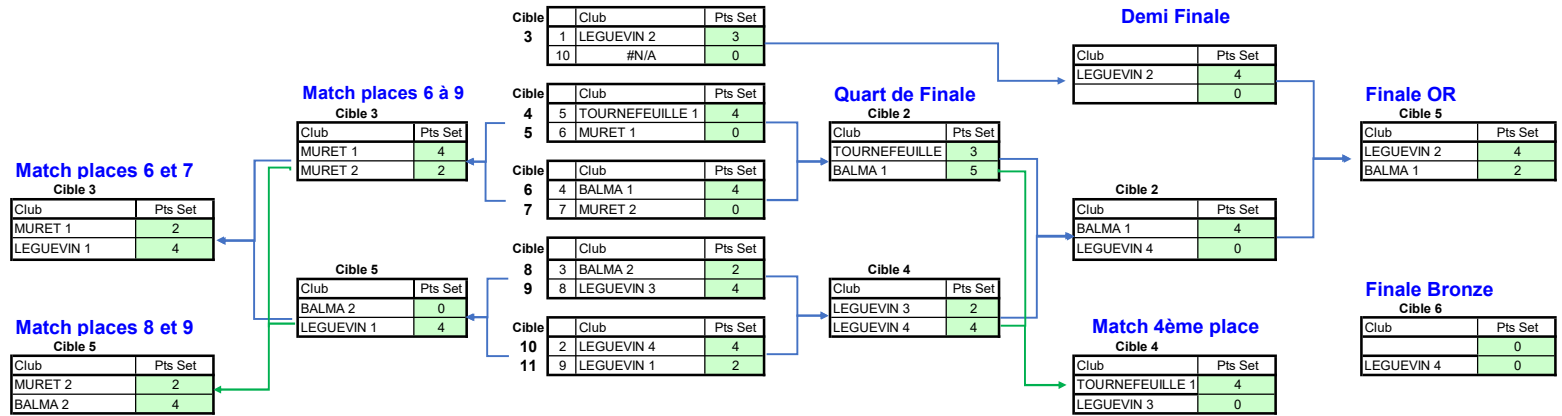 Match places 6 et 7
Cible 3
Club Pts Set
MURET 1 2
LEGUEVIN 1 4
Match places 8 et 9
Cible 5
Club Pts Set
MURET 2 2
BALMA 2 4
Match places 6 à 9
Cible 3
Club Pts Set
MURET 1 4
MURET 2 2
Cible 5
Club Pts Set
BALMA 2 0
LEGUEVIN 1 4
Cible Club Pts Set
3 1 LEGUEVIN 2 3
10 #N/A 0
Cible Club Pts Set
4 5 TOURNEFEUILLE 1 4
5 6 MURET 1 0
Cible Club Pts Set
6 4 BALMA 1 4
7 7 MURET 2 0
Cible Club Pts Set
8 3 BALMA 2 2
9 8 LEGUEVIN 3 4
Cible Club Pts Set
10 2 LEGUEVIN 4 4
11 9 LEGUEVIN 1 2
Quart de Finale
Cible 2
Club Pts Set
TOURNEFEUILLE 3
BALMA 1 5
Cible 4
Club Pts Set
LEGUEVIN 3 2
LEGUEVIN 4 4
Demi Finale
Club Pts Set
LEGUEVIN 2 4
0
Cible 2
Club Pts Set
BALMA 1 4
LEGUEVIN 4 0
Match 4ème place
Cible 4
Club Pts Set
TOURNEFEUILLE 1 4
LEGUEVIN 3 0
Finale OR
Cible 5
Club Pts Set
LEGUEVIN 2 4
BALMA 1 2
Finale Bronze
Cible 6
Club Pts Set
0
LEGUEVIN 4 0